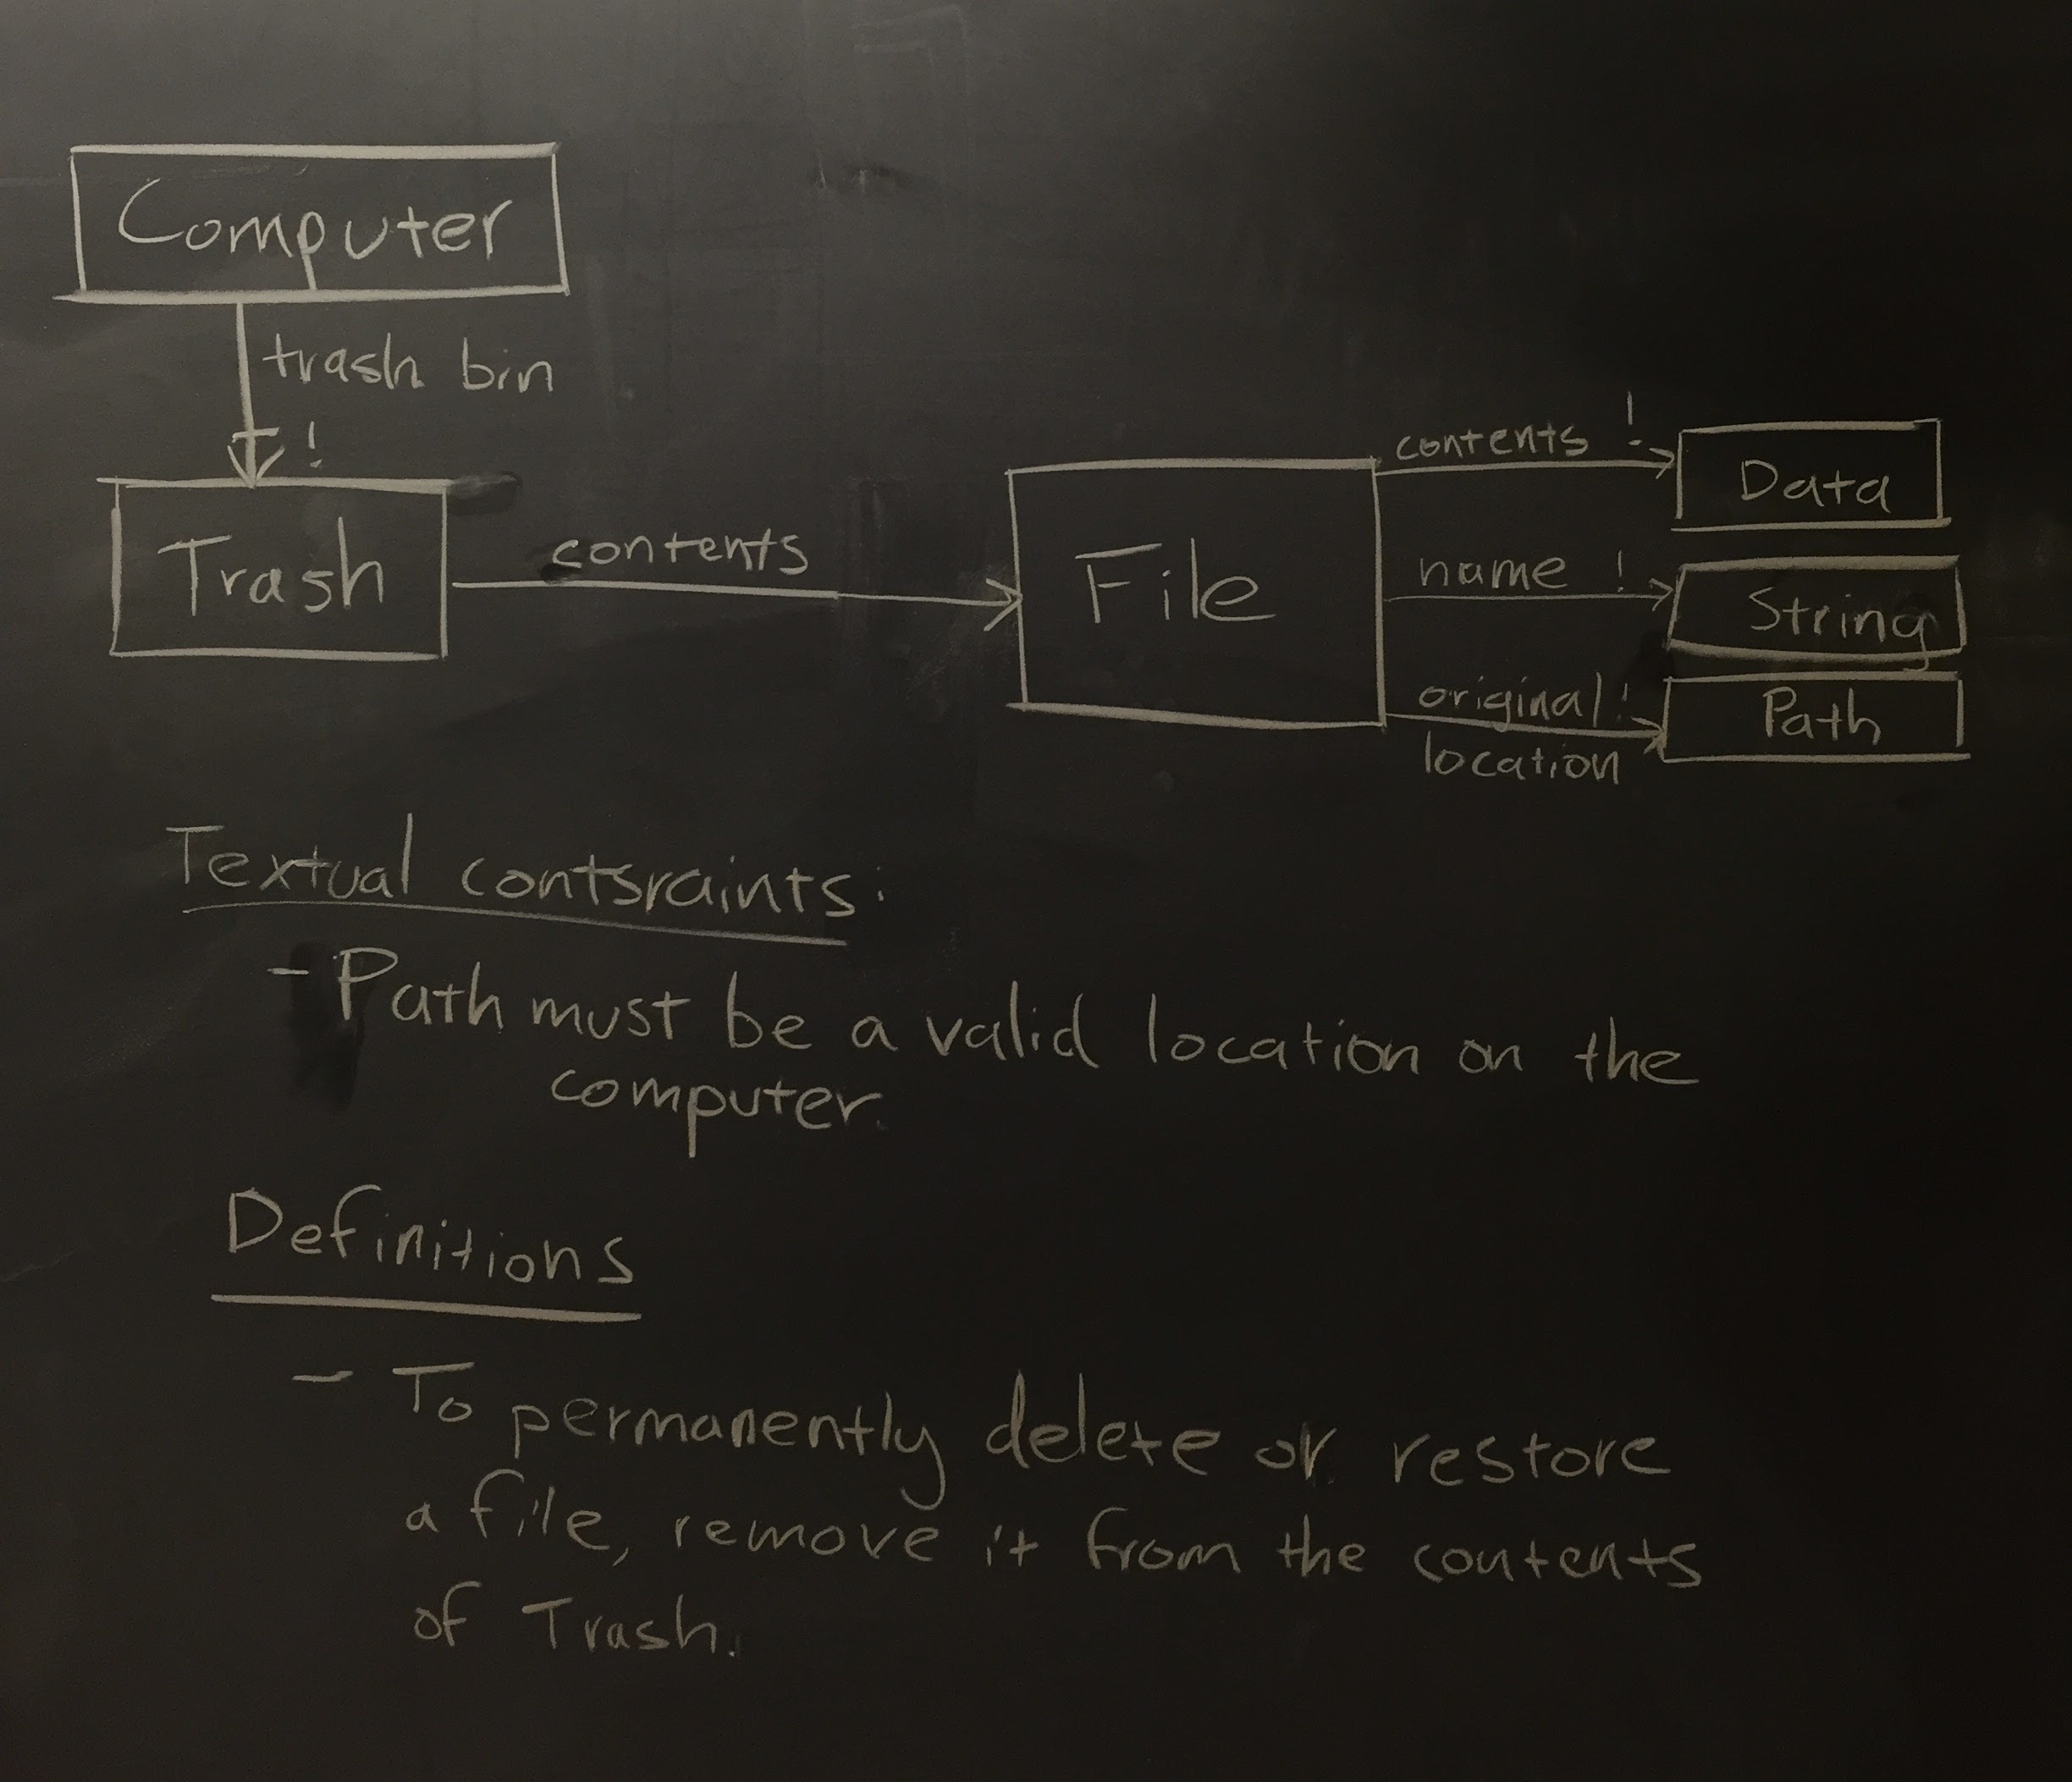 Computer
trash bin
!
Trash
contents
File
contents !
Data
name !
String
original !
location
Path
Textual contsraints:
- Path must be a valid location on the
computer.
Definitions
- To permanently delete or restore
a file, remove it from the contents
of Trash.